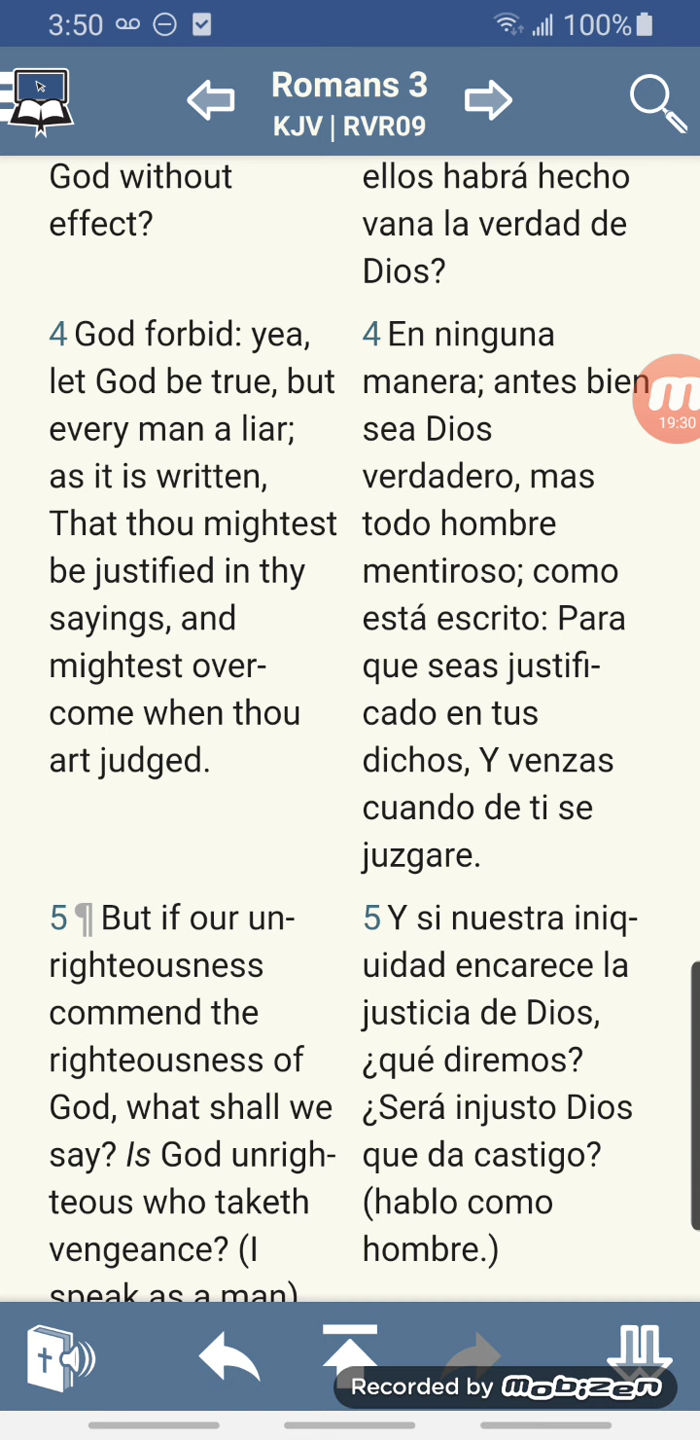 3:50
100%
Romans 3
KJV | RVR09
God without
effect?
4 God forbid: yea,
let God be true, but
every man a liar;
as it is written,
That thou mightest
be justified in thy
sayings, and
mightest over-
come when thou
art judged.
5 ¶ But if our un-
righteousness
commend the
righteousness of
God, what shall we
say? Is God unrigh-
teous who taketh
vengeance? (I
speak as a man)
ellos habrá hecho
vana la verdad de
Dios?
4 En ninguna
manera; antes bien
sea Dios
verdadero, mas
todo hombre
mentiroso; como
está escrito: Para
que seas justifi-
cado en tus
dichos, Y venzas
cuando de ti se
juzgare.
5 Y si nuestra iniq-
uidad encarece la
justicia de Dios,
¿qué diremos?
¿Será injusto Dios
que da castigo?
(hablo como
hombre.)
m
19:30
Recorded by mobizen